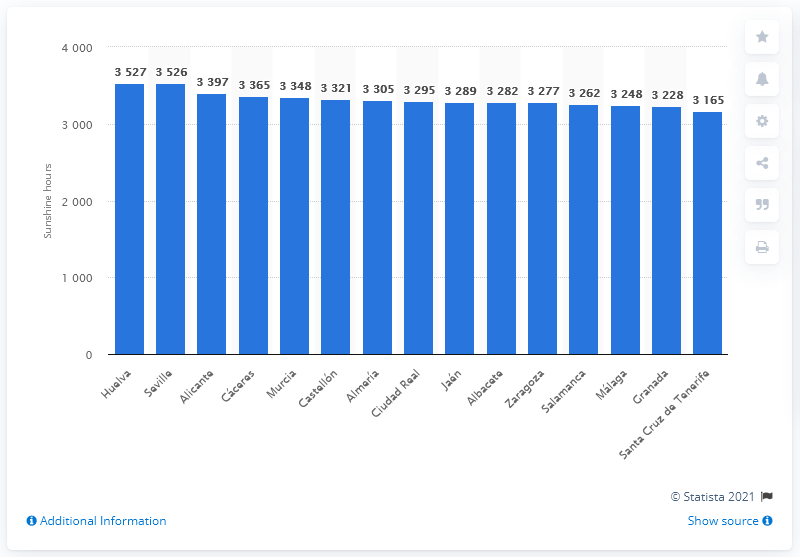 4 000
3 000
2 000
1 000
0
Sunshine hours
3 527
3 526
3 397
3 365
3 348
3 321
3 305
3 295
3 289
3 282
3 277
3 262
3 248
3 228
3 165
Huelva
Seville
Alicante
Cáceres
Murcia
Castellón
Almería
Ciudad Real
Jaén
Albacete
Zaragoza
Salamanca
Málaga
Granada
Santa Cruz de Tenerife
© Statista 2021
Additional Information
Show source